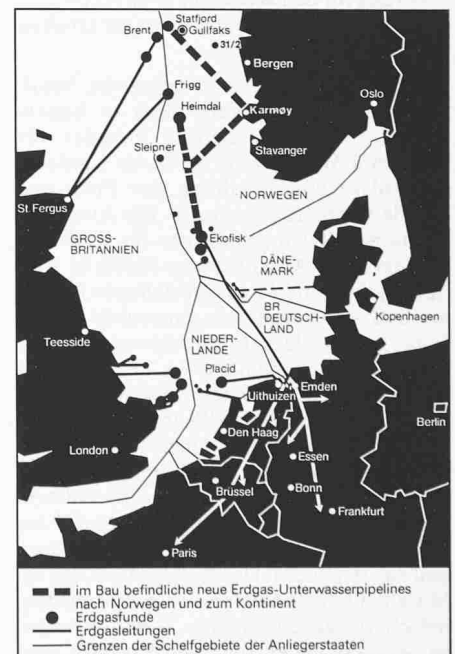 Statfjord
Brent
Gullfaks
31/2
Bergen
Frigg
Oslo
Heimdal
Karmøy
Sleipner
Stavanger
NORWEGEN
St. Fergus
GROSS-
BRITANNIEN
Ekofisk
DÄNE-
MARK
BR
DEUTSCH-
LAND
Kopenhagen
Teesside
NIEDER-
LANDE
Placid
Emden
Uithuizen
Den Haag
Berlin
London
Essen
Brüssel
Bonn
Frankfurt
Paris
im Bau befindliche neue Erdgas-Unterwasserpipelines
nach Norwegen und zum Kontinent
Erdgasfunde
Erdgasleitungen
Grenzen der Schelfgebiete der Anliegerstaaten